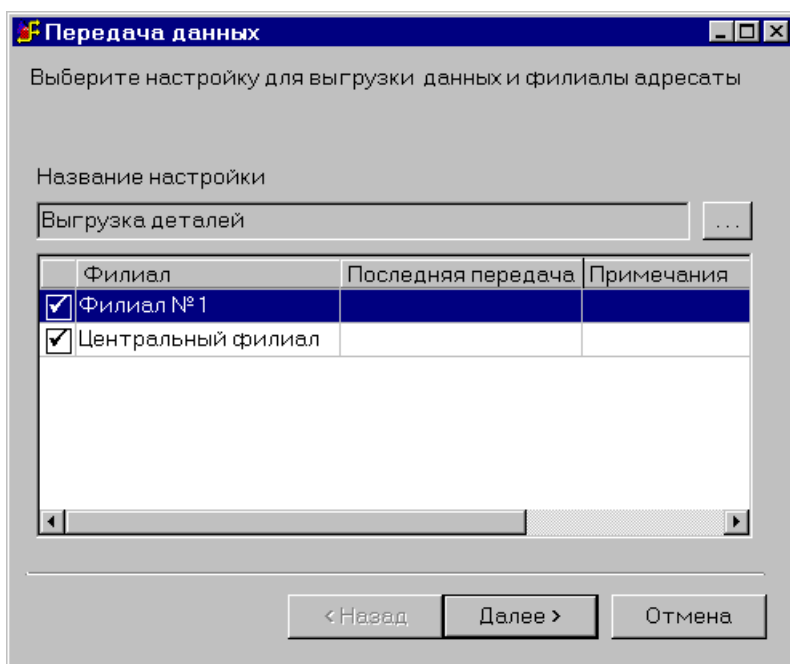 Передача данных
Выберите настройку для выгрузки данных и филиалы адресаты
Название настройки
Выгрузка деталей ...
Филиал Последняя передача Примечания
Филиал №1
Центральный филиал
< Назад Далее > Отмена